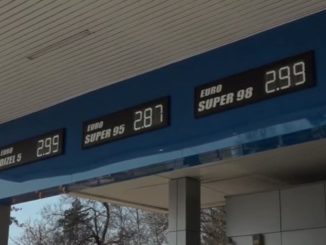 EURO
DIZEL 5 2.99
EURO
SUPER 95 2.87
EURO
SUPER 98 2.99